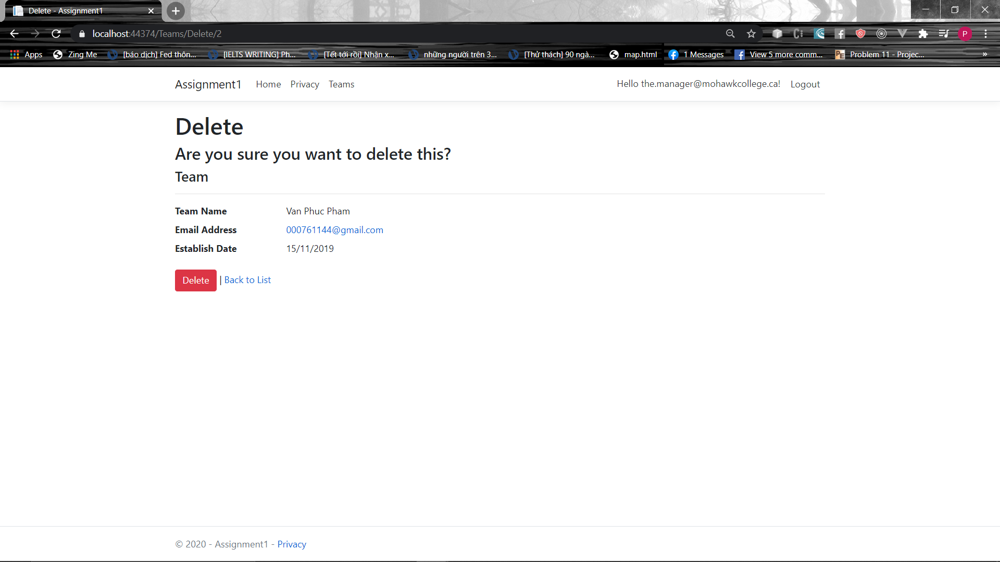 Delete - Assignment1
localhost:44374/Teams/Delete/2
P
Apps Zing Me [báo dịch] Fed thôn... [IELTS WRITING] Ph... [Tết tới rồi] Nhận x... những người trên 3... [Thử thách] 90 ngà... map.html 1 Messages View 5 more comm... PE Problem 11 - Projec... »
Assignment1 Home Privacy Teams Hello the.manager@mohawkcollege.ca! Logout
Delete
Are you sure you want to delete this?
Team
Team Name Van Phuc Pham
Email Address 000761144@gmail.com
Establish Date 15/11/2019
Delete | Back to List
© 2020 - Assignment1 - Privacy